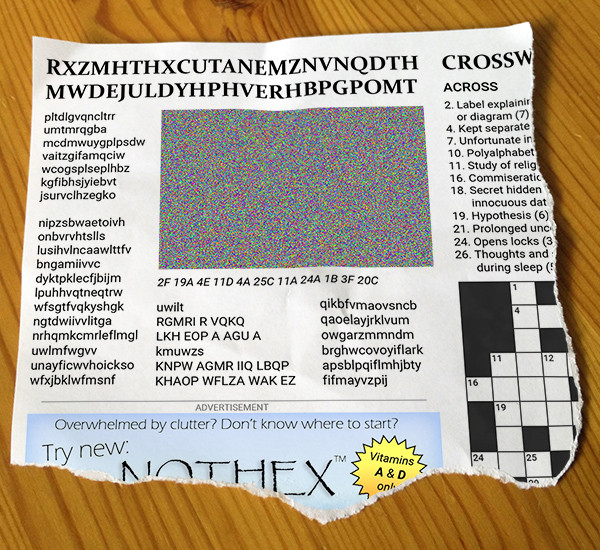 RXZMHTHXCUTANEMZNVNQDTH
MWDEJULDYHPHVERHBPGPOMT
pltdlgvqncltrr
umtmrqgba
mcdmwuygplpsdw
vaitzgifamqciw
wcogsplseplhbz
kgfibhsjyiebvt
jsurvclhzegko
nipzsbwaetoivh
onbvrvhtslls
lusihvlncaawlttfv
bngamiivvc
dyktpklecfjbijm
lpuhhvqtneqtrw
wfsgtfvqkyshgk
ngtdwiivvlitga
nrhqmkcmrleflmgl
uwlmfwgvv
unayficwvhoickso
wfxjbklwfmsnf
2F 19A 4E 11D 4A 25C 11A 24A 1B 3F 20C
uwilt
RGMRI R VQKQ
LKH EOP A AGU A
kmuwzs
KNPW AGMR IIQ LBQP
KHAOP WFLZA WAK EZ
qikbfvmaovsncb
qaoelayjrklvum
owgarzmmndm
brghwcovoyiflark
apsblpqiflmhjbty
fifmayvzpij
ADVERTISEMENT
Overwhelmed by clutter? Don't know where to start?
Try new:
NOTHEX™
Vitamins
A & D
only
CROSSW
ACROSS
2. Label explainin
or diagram (7)
4. Kept separate
7. Unfortunate in
10. Polyalphabet
11. Study of relig
16. Commiseratio
18. Secret hidden
innocuous dat
19. Hypothesis (6)
21. Prolonged unc
24. Opens locks (3
26. Thoughts and
during sleep (5
1
4
11 12
16
19
24 25